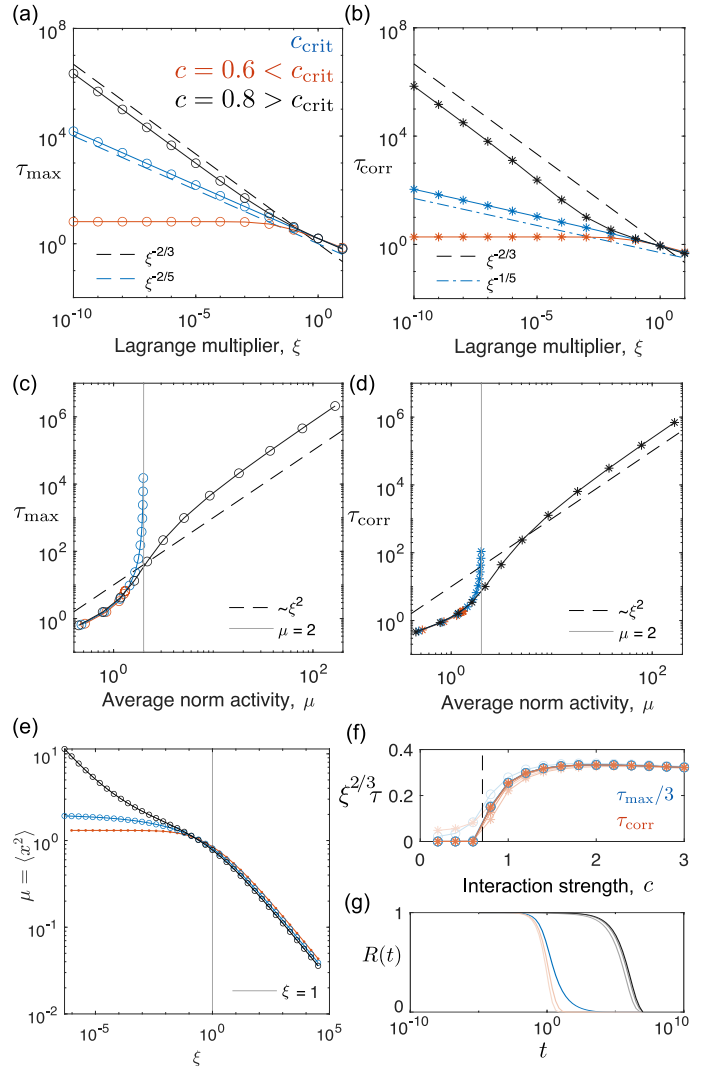 (a)
10^8
10^4
10^0
τ_max
c_crit
c = 0.6 < c_crit
c = 0.8 > c_crit
ξ^-2/3
ξ^-2/5
10^-10 10^-5 10^0
Lagrange multiplier, ξ
(b)
10^8
10^4
10^0
τ_corr
ξ^-2/3
ξ^-1/5
10^-10 10^-5 10^0
Lagrange multiplier, ξ
(c)
10^6
10^4
10^2
10^0
τ_max
~ξ^2
μ = 2
10^0 10^2
Average norm activity, μ
(d)
10^6
10^4
10^2
10^0
τ_corr
~ξ^2
μ = 2
10^0 10^2
Average norm activity, μ
(e)
10^1
10^0
10^-1
10^-2
μ = ⟨x^2⟩
ξ = 1
10^-5 10^0 10^5
ξ
(f)
0.4
0.2
0
ξ^2/3 τ
τ_max/3
τ_corr
0 1 2 3
Interaction strength, c
(g)
1
R(t)
0
1
0
10^-10 10^0 10^10
t